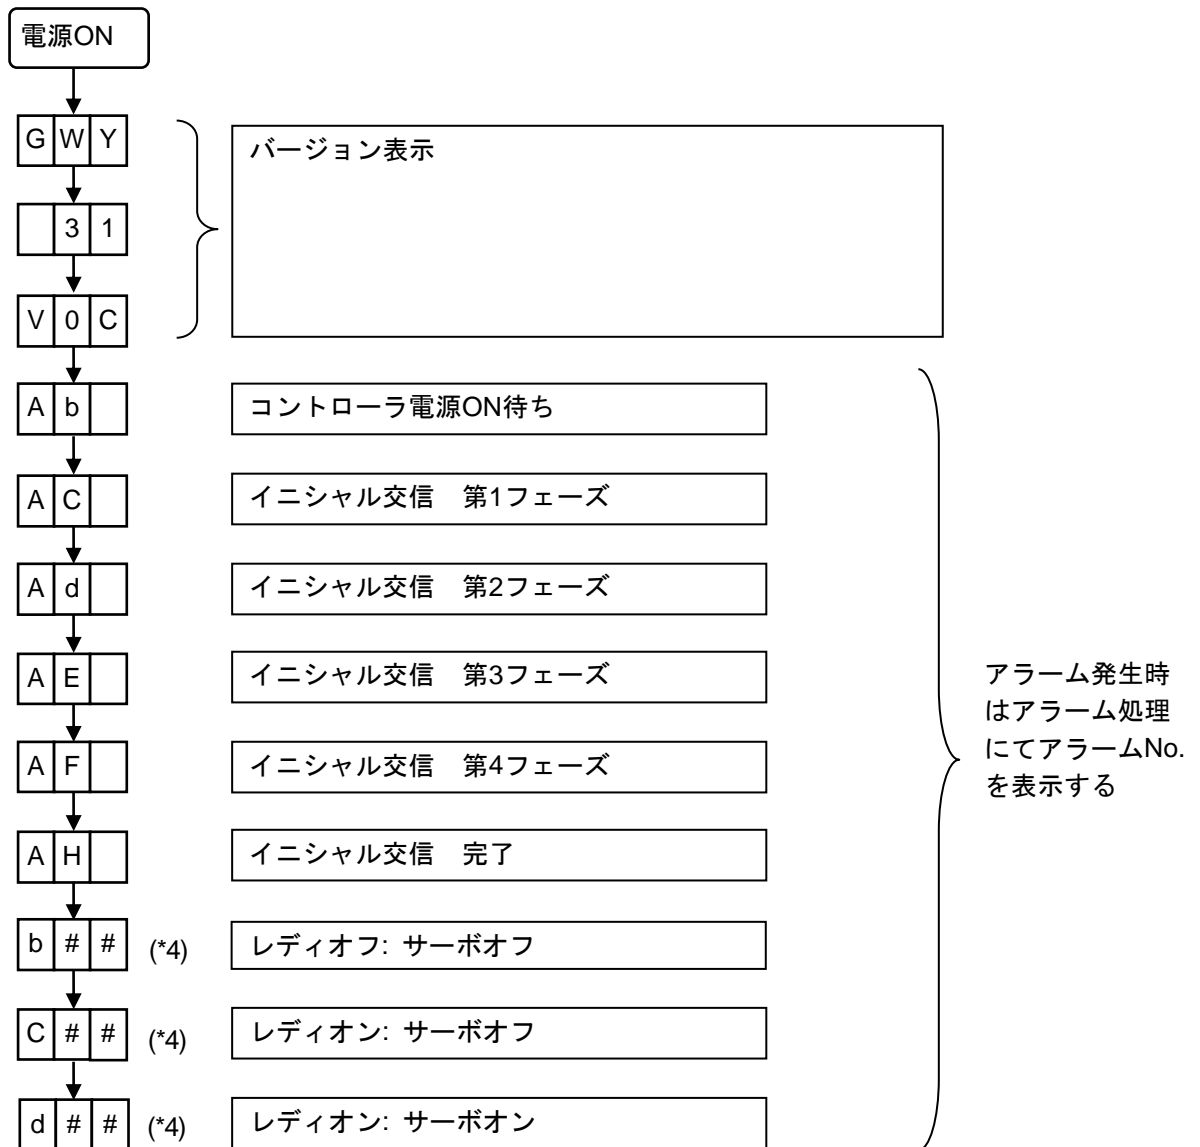 電源ON
G W Y
バージョン表示
3 1
V 0 C
A b
コントローラ電源ON待ち
A C
イニシャル交信　第1フェーズ
A d
イニシャル交信　第2フェーズ
A E
イニシャル交信　第3フェーズ
アラーム発生時
はアラーム処理
にてアラームNo.
を表示する
A F
イニシャル交信　第4フェーズ
A H
イニシャル交信　完了
b # # (*4)
レディオフ: サーボオフ
C # # (*4)
レディオン: サーボオフ
d # # (*4)
レディオン: サーボオン